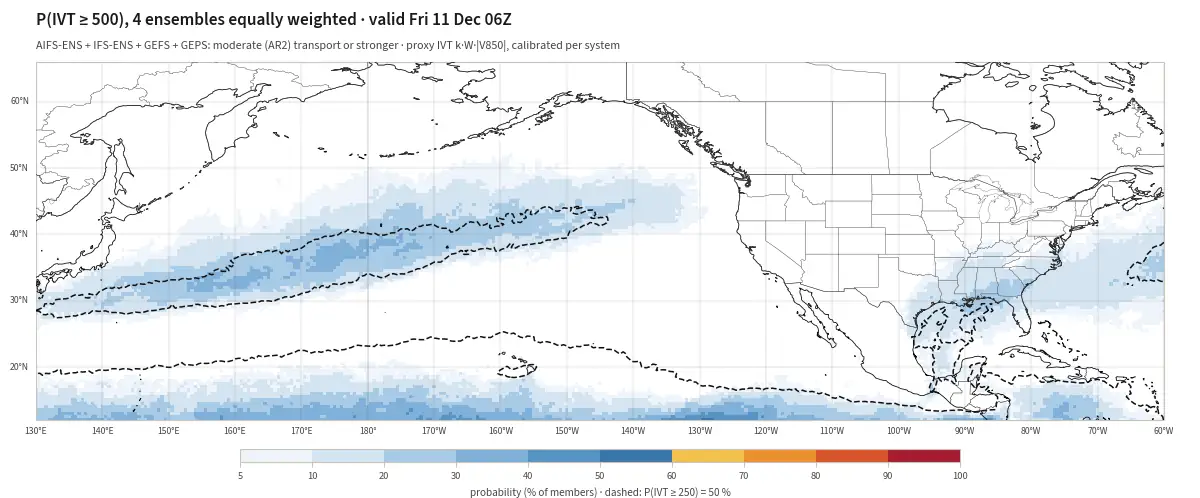 P(IVT ≥ 500), 4 ensembles equally weighted · valid Fri 11 Dec 06Z
AIFS-ENS + IFS-ENS + GEFS + GEPS: moderate (AR2) transport or stronger · proxy IVT k·W·|V850|, calibrated per system
60°N
50°N
40°N
30°N
20°N
130°E 140°E 150°E 160°E 170°E 180° 170°W 160°W 150°W 140°W 130°W 120°W 110°W 100°W 90°W 80°W 70°W 60°W
5 10 20 30 40 50 60 70 80 90 100
probability (% of members) · dashed: P(IVT ≥ 250) = 50 %